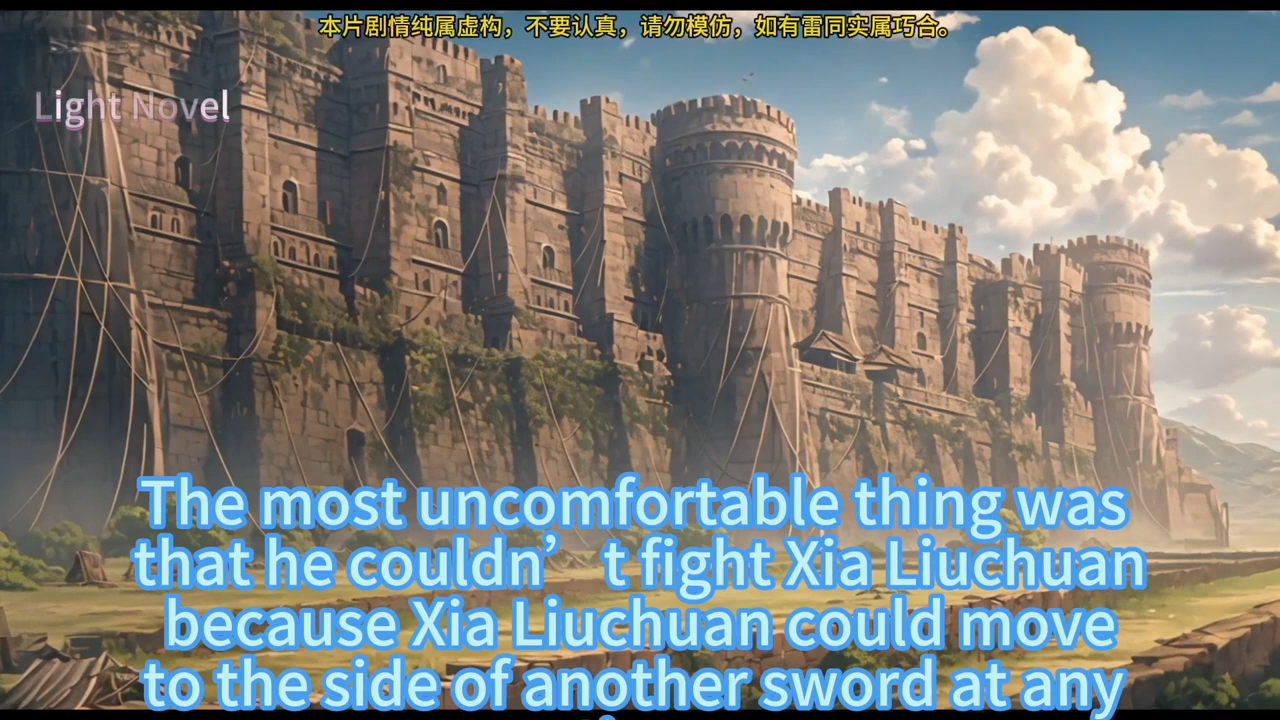 本片剧情纯属虚构，不要认真，请勿模仿，如有雷同实属巧合。
Light Novel
The most uncomfortable thing was
that he couldn’t fight Xia Liuchuan
because Xia Liuchuan could move
to the side of another sword at any